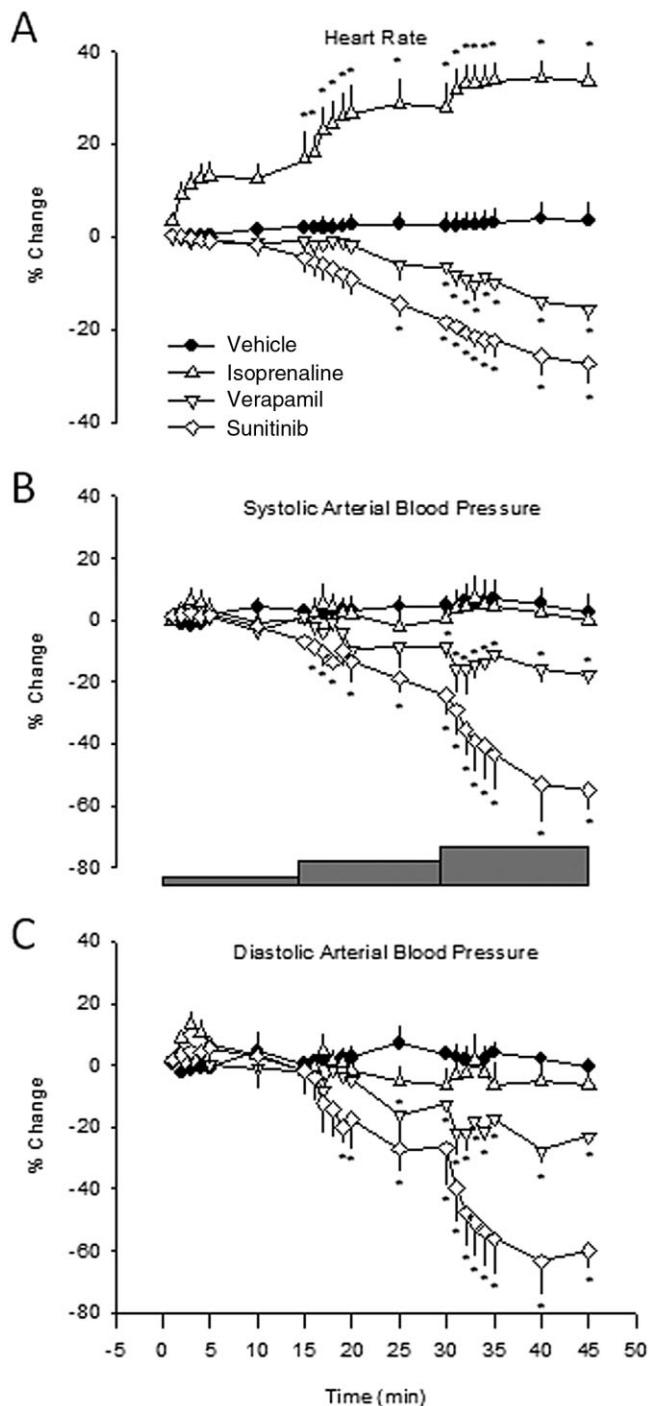 A
Heart Rate
40
20
0
-20
-40
% Change
Vehicle
Isoprenaline
Verapamil
Sunitinib
B
Systolic Arterial Blood Pressure
40
20
0
-20
-40
-60
-80
% Change
C
Diastolic Arterial Blood Pressure
40
20
0
-20
-40
-60
-80
% Change
-5 0 5 10 15 20 25 30 35 40 45 50
Time (min)